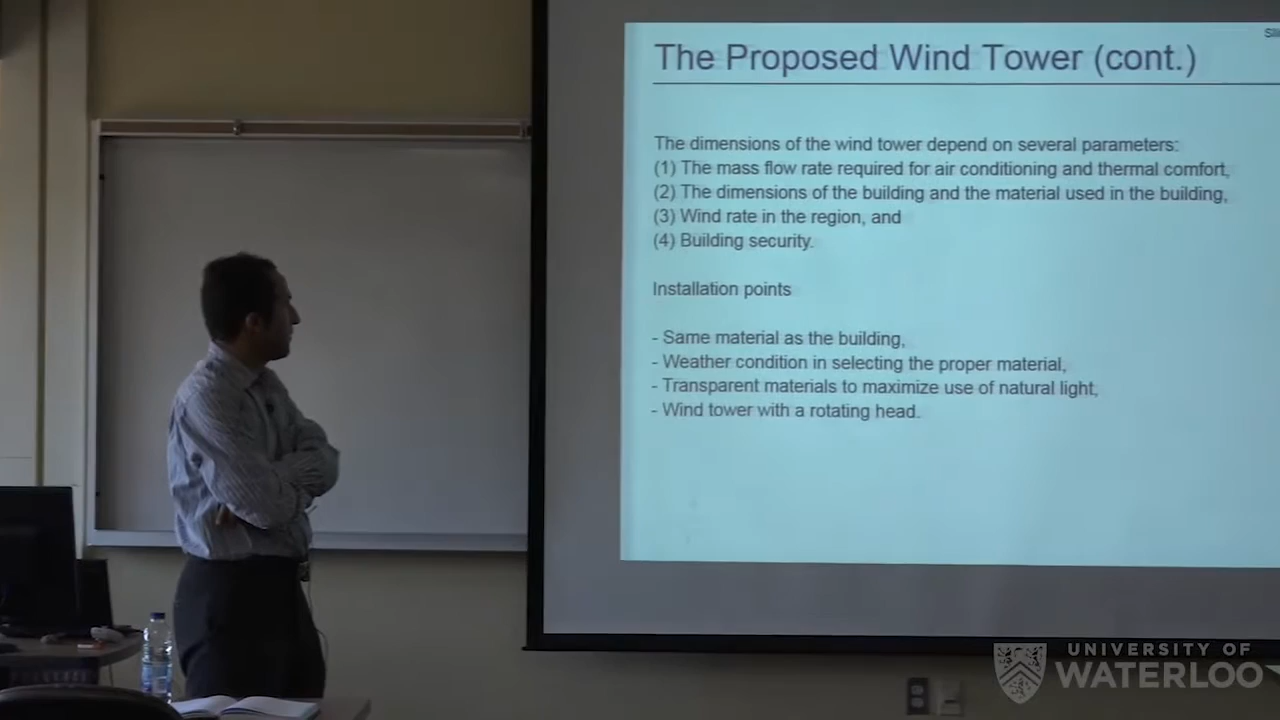 The Proposed Wind Tower (cont.)
The dimensions of the wind tower depend on several parameters:
(1) The mass flow rate required for air conditioning and thermal comfort,
(2) The dimensions of the building and the material used in the building,
(3) Wind rate in the region, and
(4) Building security.
Installation points
- Same material as the building,
- Weather condition in selecting the proper material,
- Transparent materials to maximize use of natural light,
- Wind tower with a rotating head.
UNIVERSITY OF
WATERLOO